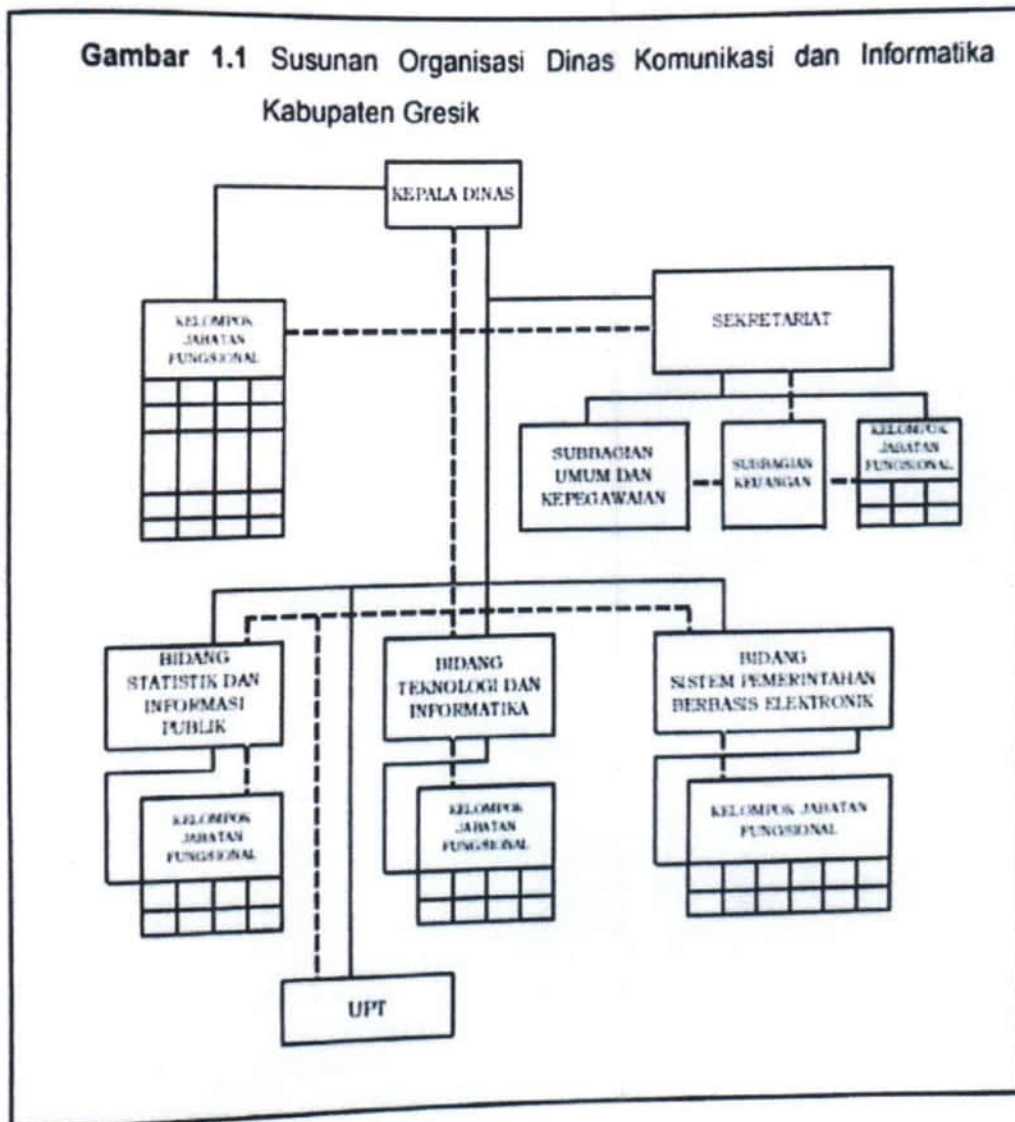 Gambar 1.1 Susunan Organisasi Dinas Komunikasi dan Informatika
Kabupaten Gresik
KEPALA DINAS
KELOMPOK
JABATAN
FUNGSIONAL
SEKRETARIAT
SUBBAGIAN
UMUM DAN
KEPEGAWAIAN
SUBBAGIAN
KEUANGAN
KELOMPOK
JABATAN
FUNGSIONAL
BIDANG
STATISTIK DAN
INFORMASI
PUBLIK
BIDANG
TEKNOLOGI DAN
INFORMATIKA
BIDANG
SISTEM PEMERINTAHAN
BERBASIS ELEKTRONIK
KELOMPOK
JABATAN
FUNGSIONAL
KELOMPOK
JABATAN
FUNGSIONAL
KELOMPOK JABATAN
FUNGSIONAL
UPT